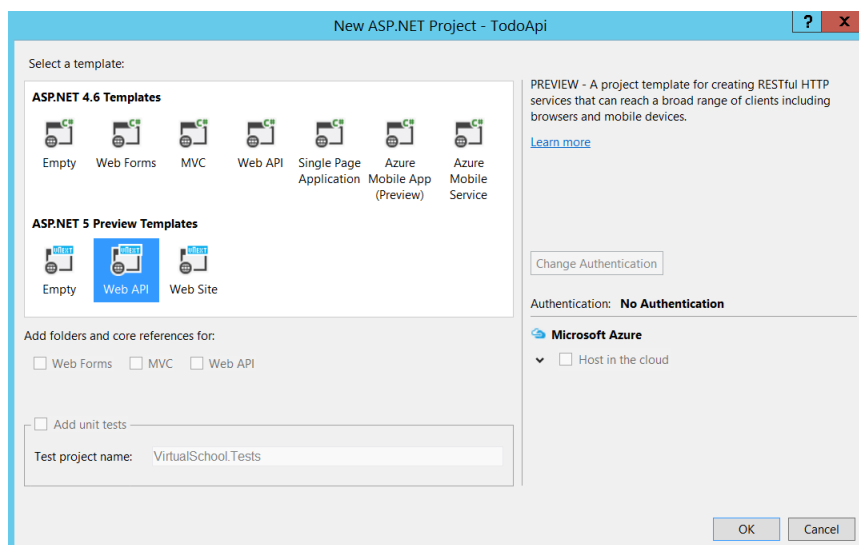 New ASP.NET Project - TodoApi
? x
Select a template:
ASP.NET 4.6 Templates
C# C# C# C# C# C# C#
Empty Web Forms MVC Web API Single Page Application Azure Mobile App (Preview) Azure Mobile Service
ASP.NET 5 Preview Templates
Empty Web API Web Site
Add folders and core references for:
Web Forms MVC Web API
Add unit tests
Test project name: VirtualSchool.Tests
PREVIEW - A project template for creating RESTful HTTP
services that can reach a broad range of clients including
browsers and mobile devices.
Learn more
Change Authentication
Authentication: No Authentication
Microsoft Azure
Host in the cloud
OK Cancel